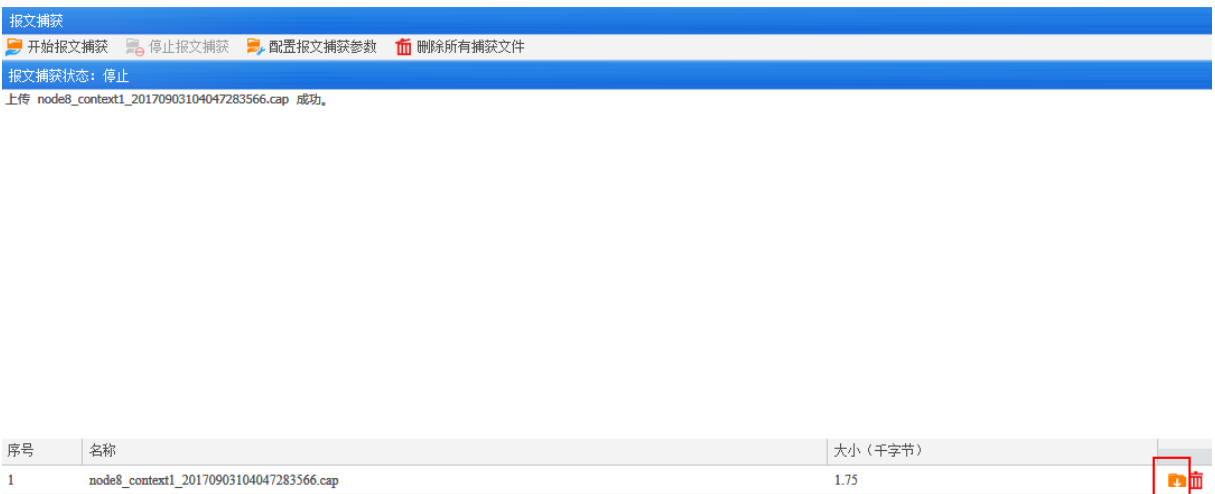 报文捕获
开始报文捕获 停止报文捕获 配置报文捕获参数 删除所有捕获文件
报文捕获状态：停止
上传 node8_context1_20170903104047283566.cap 成功。
序号 名称 大小（千字节）
1 node8_context1_20170903104047283566.cap 1.75